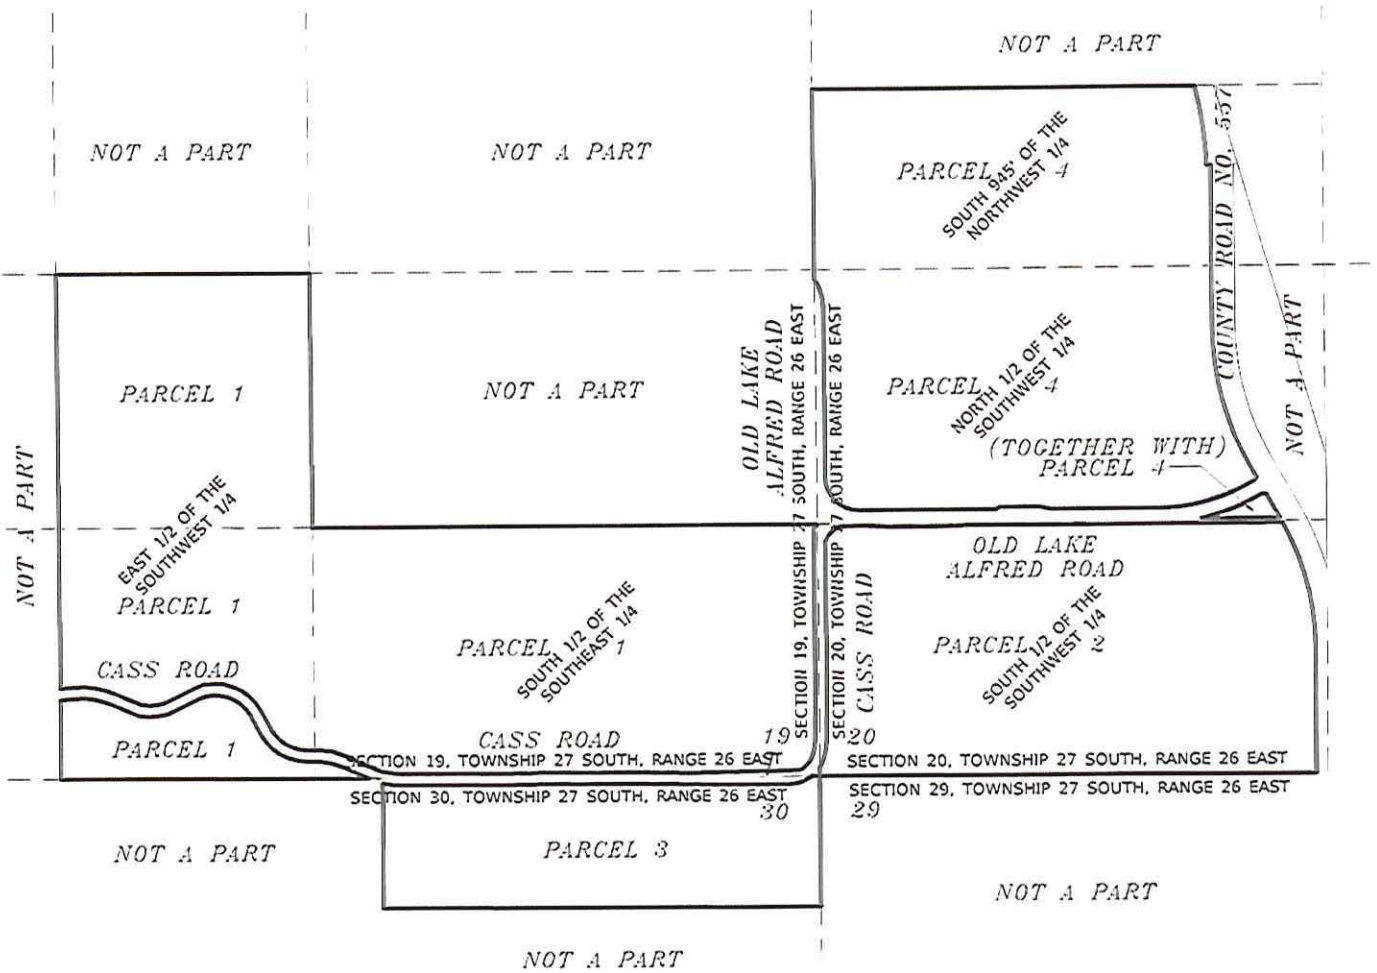 NOT A PART
NOT A PART
NOT A PART
PARCEL 4
SOUTH 945' OF THE
NORTHWEST 1/4
COUNTY ROAD NO. 557
NOT A PART
PARCEL 1
NOT A PART
OLD LAKE
ALFRED ROAD
SECTION 19, TOWNSHIP 27 SOUTH, RANGE 26 EAST
SECTION 20, TOWNSHIP 27 SOUTH, RANGE 26 EAST
PARCEL 4
NORTH 1/2 OF THE
SOUTHWEST 1/4
(TOGETHER WITH)
PARCEL 4
NOT A PART
EAST 1/2 OF THE
SOUTHWEST 1/4
PARCEL 1
OLD LAKE
ALFRED ROAD
CASS ROAD
PARCEL 1
SOUTH 1/2 OF THE
SOUTHEAST 1/4
PARCEL 2
SOUTH 1/2 OF THE
SOUTHWEST 1/4
CASS ROAD
PARCEL 1
CASS ROAD
19
20
SECTION 19, TOWNSHIP 27 SOUTH, RANGE 26 EAST
SECTION 20, TOWNSHIP 27 SOUTH, RANGE 26 EAST
SECTION 30, TOWNSHIP 27 SOUTH, RANGE 26 EAST
SECTION 29, TOWNSHIP 27 SOUTH, RANGE 26 EAST
30
29
NOT A PART
PARCEL 3
NOT A PART
NOT A PART